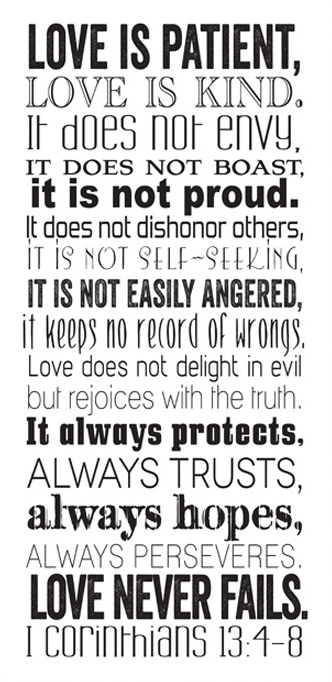 LOVE IS PATIENT,
LOVE IS KIND.
It does not envy,
IT DOES NOT BOAST,
it is not proud.
It does not dishonor others,
IT IS NOT SELF~SEEKING,
IT IS NOT EASILY ANGERED,
it keeps no record of wrongs.
Love does not delight in evil
but rejoices with the truth.
It always protects,
ALWAYS TRUSTS,
always hopes,
ALWAYS PERSEVERES.
LOVE NEVER FAILS.
1 Corinthians 13:4-8